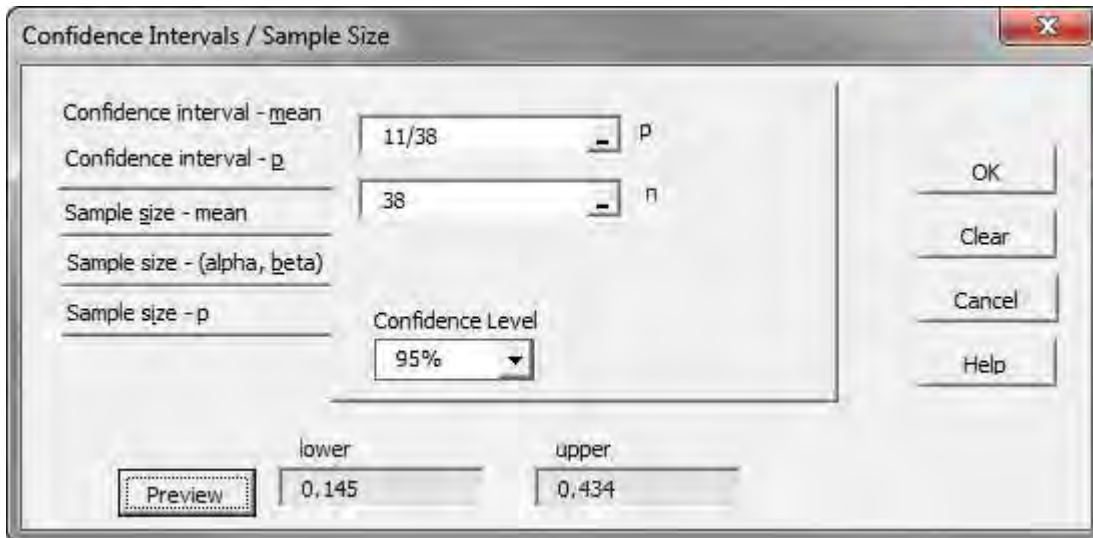 Confidence Intervals / Sample Size
Confidence interval - mean
Confidence interval - p
Sample size - mean
Sample size - (alpha, beta)
Sample size - p
11/38 p
38 n
Confidence Level
95%
OK
Clear
Cancel
Help
lower upper
Preview 0.145 0.434